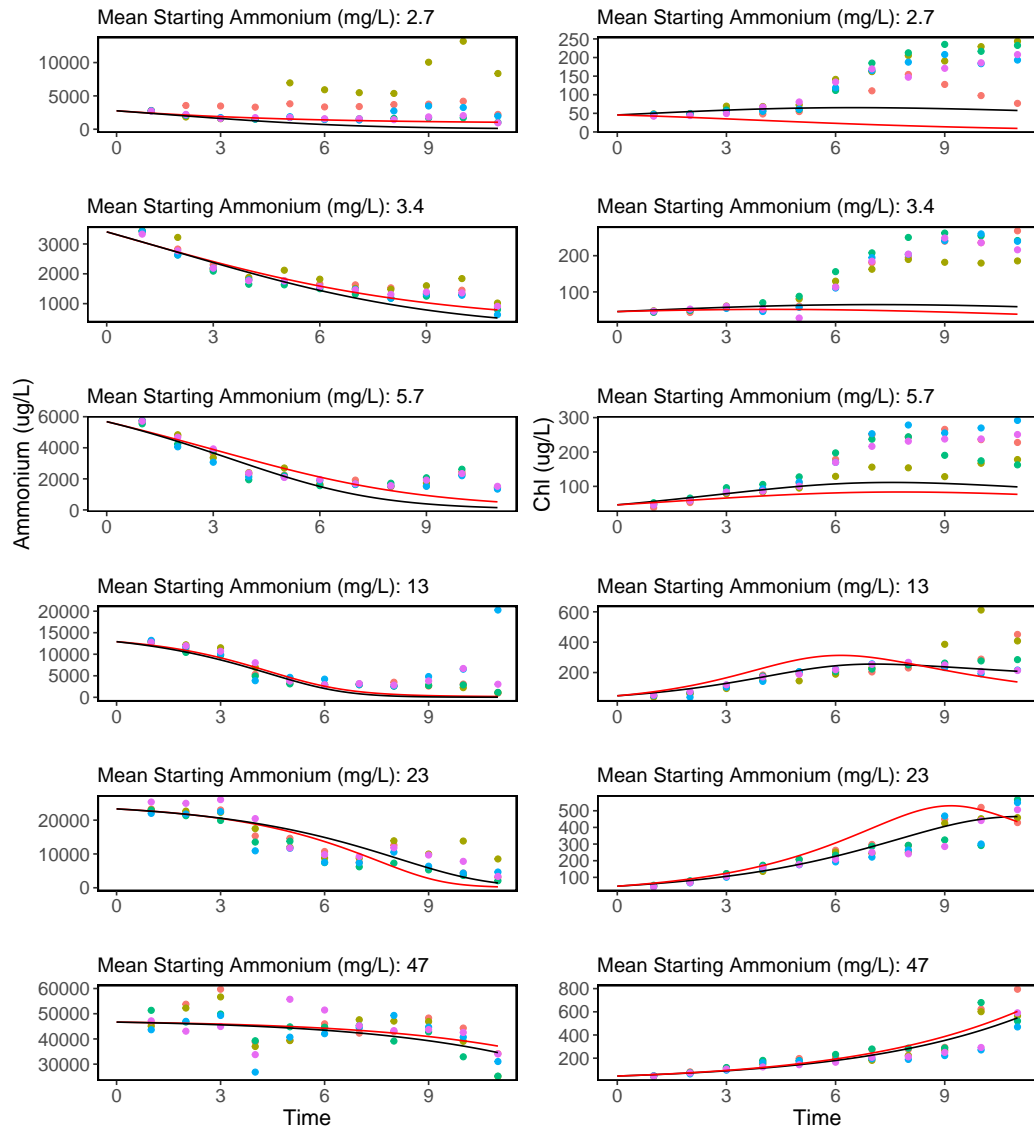 Mean Starting Ammonium (mg/L): 2.7
10000
5000
0
0 3 6 9
Mean Starting Ammonium (mg/L): 2.7
250
200
150
100
50
0
0 3 6 9
Mean Starting Ammonium (mg/L): 3.4
3000
2000
1000
0 3 6 9
Mean Starting Ammonium (mg/L): 3.4
200
100
0 3 6 9
Ammonium (ug/L)
Mean Starting Ammonium (mg/L): 5.7
6000
4000
2000
0
0 3 6 9
Chl (ug/L)
Mean Starting Ammonium (mg/L): 5.7
300
200
100
0 3 6 9
Mean Starting Ammonium (mg/L): 13
20000
15000
10000
5000
0
0 3 6 9
Mean Starting Ammonium (mg/L): 13
600
400
200
0 3 6 9
Mean Starting Ammonium (mg/L): 23
20000
10000
0
0 3 6 9
Mean Starting Ammonium (mg/L): 23
500
400
300
200
100
0 3 6 9
Mean Starting Ammonium (mg/L): 47
60000
50000
40000
30000
0 3 6 9
Time
Mean Starting Ammonium (mg/L): 47
800
600
400
200
0 3 6 9
Time